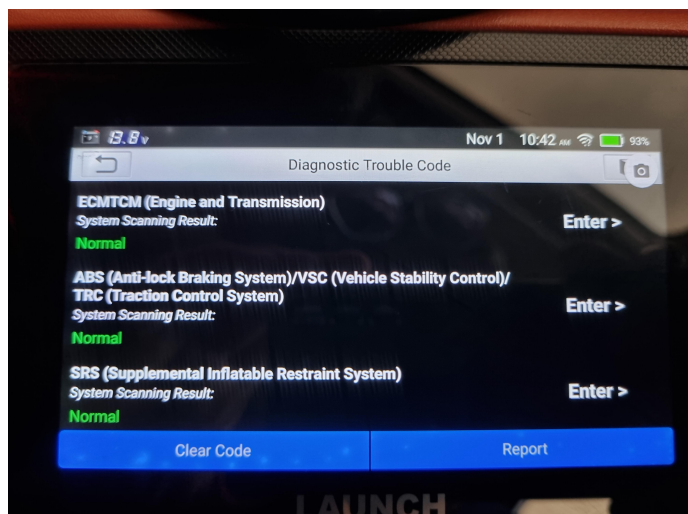 13.8v
Nov 1 10:42 AM 93%
Diagnostic Trouble Code
ECMTCM (Engine and Transmission)
System Scanning Result:
Enter >
Normal
ABS (Anti-lock Braking System)/VSC (Vehicle Stability Control)/
TRC (Traction Control System)
Enter >
System Scanning Result:
Normal
SRS (Supplemental Inflatable Restraint System)
System Scanning Result:
Enter >
Normal
Clear Code
Report
LAUNCH